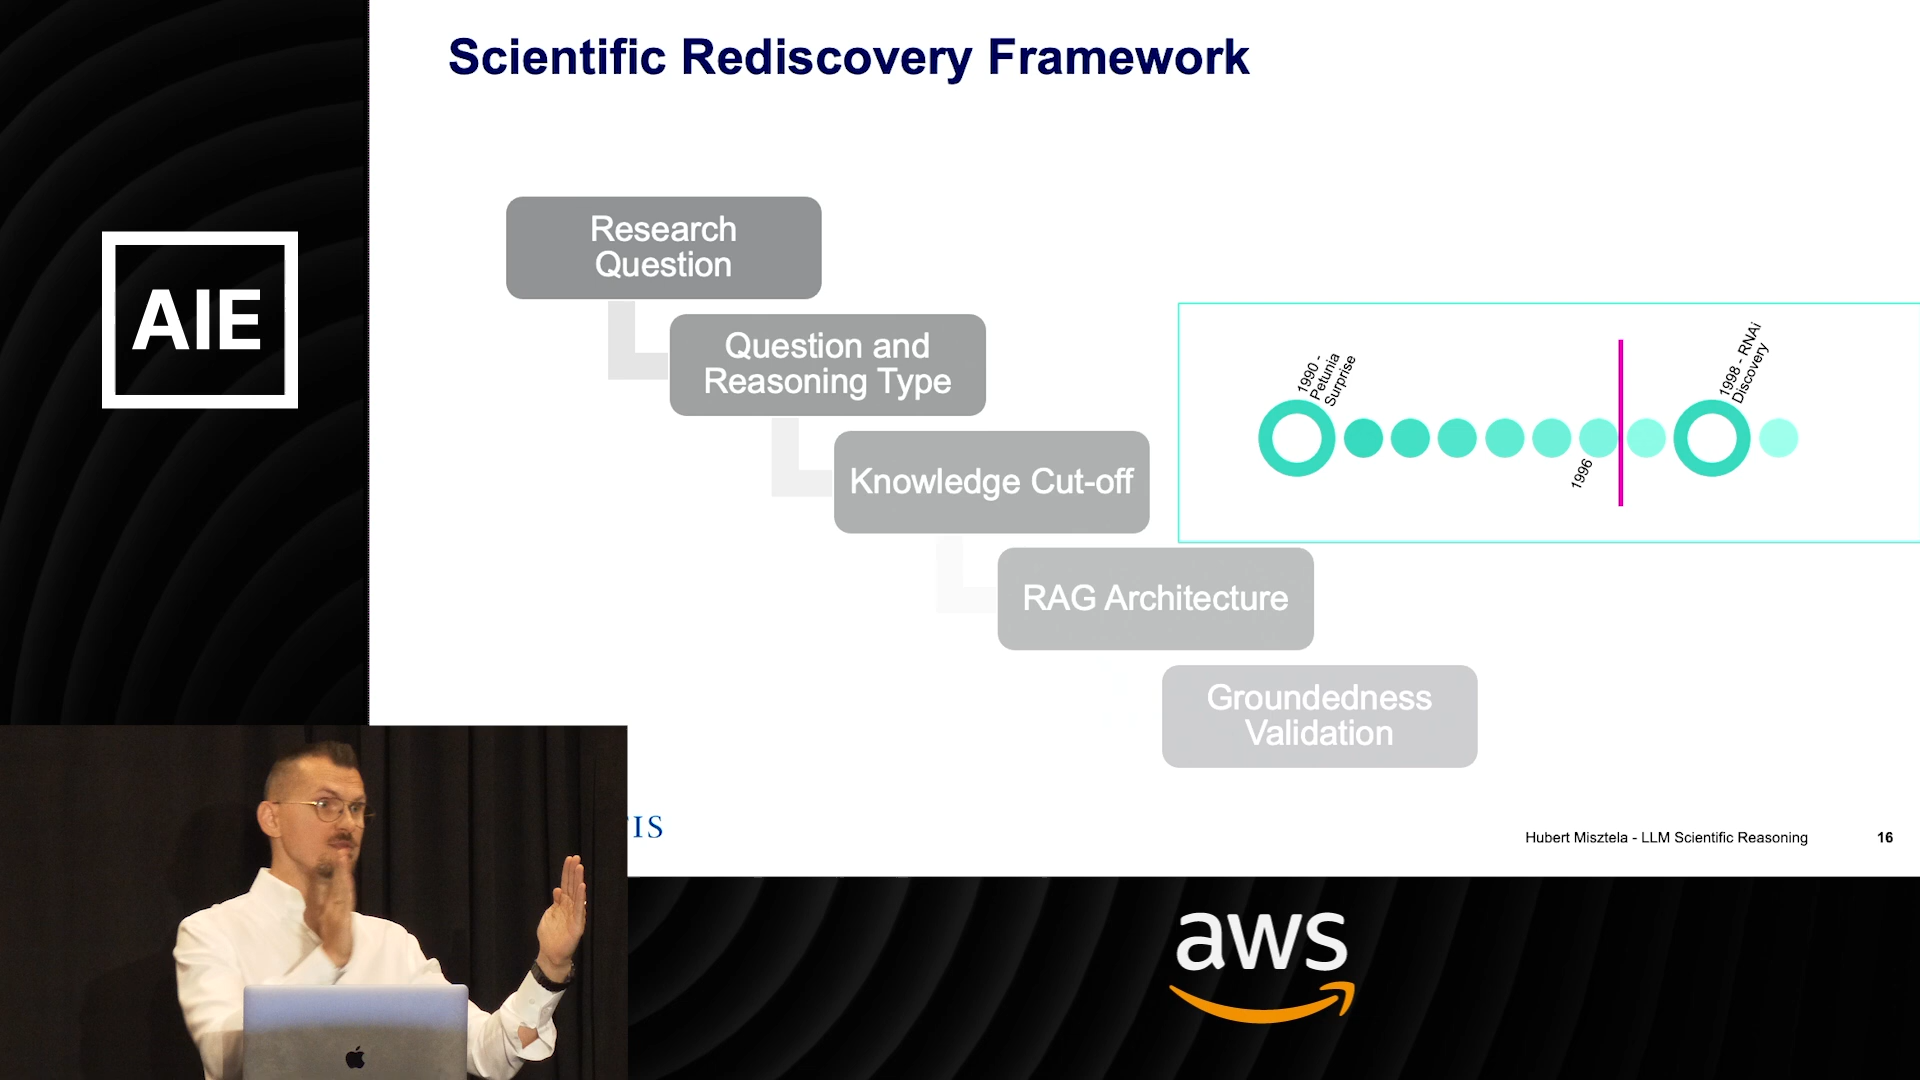 Scientific Rediscovery Framework
AIE
Research
Question
Question and
Reasoning Type
Knowledge Cut-off
RAG Architecture
Groundedness
Validation
1990 -
Petunia
Surprise
1996
1998 - RNAi
Discovery
TIS
Hubert Misztela - LLM Scientific Reasoning
16
aws